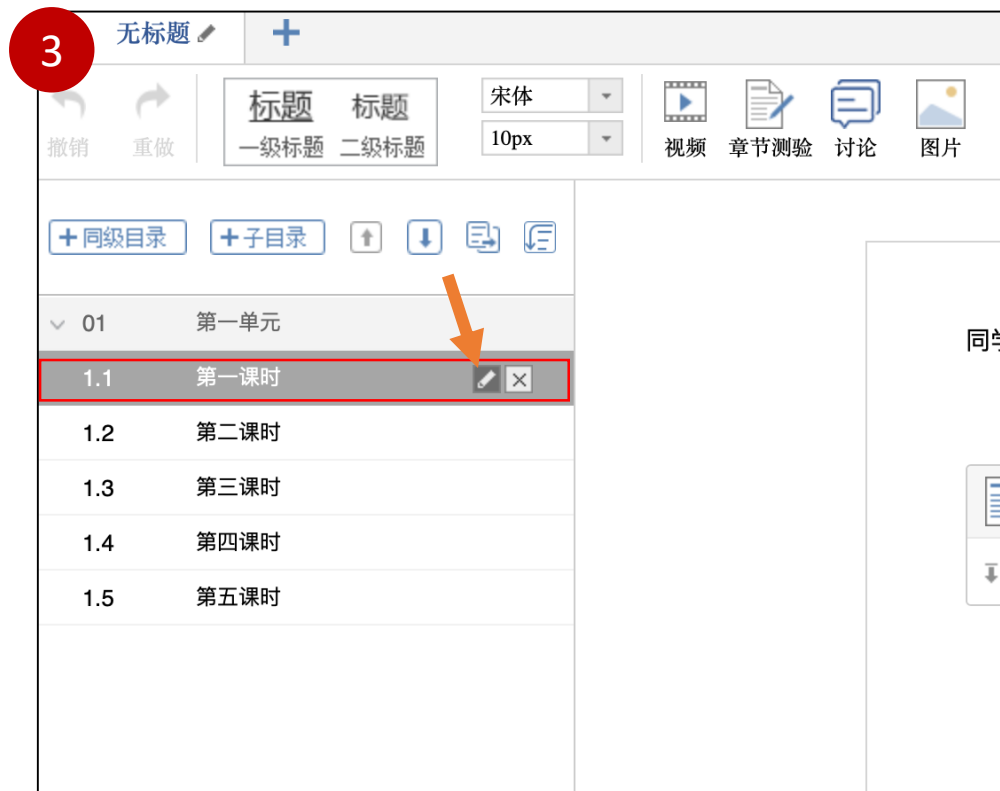 3
无标题
标题 标题
一级标题 二级标题
撤销 重做
宋体
10px
视频 章节测验 讨论 图片
同级目录 子目录
01 第一单元
1.1 第一课时
1.2 第二课时
1.3 第三课时
1.4 第四课时
1.5 第五课时
同